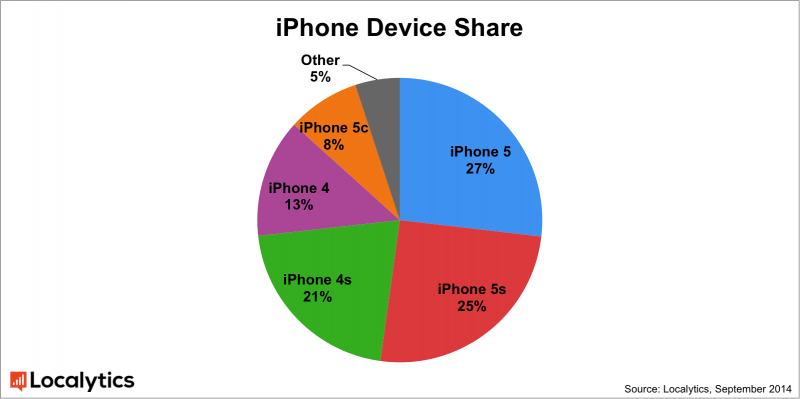 iPhone Device Share
Other
5%
iPhone 5
27%
iPhone 5c
8%
iPhone 4
13%
iPhone 4s
21%
iPhone 5s
25%
Localytics
Source: Localytics, September 2014